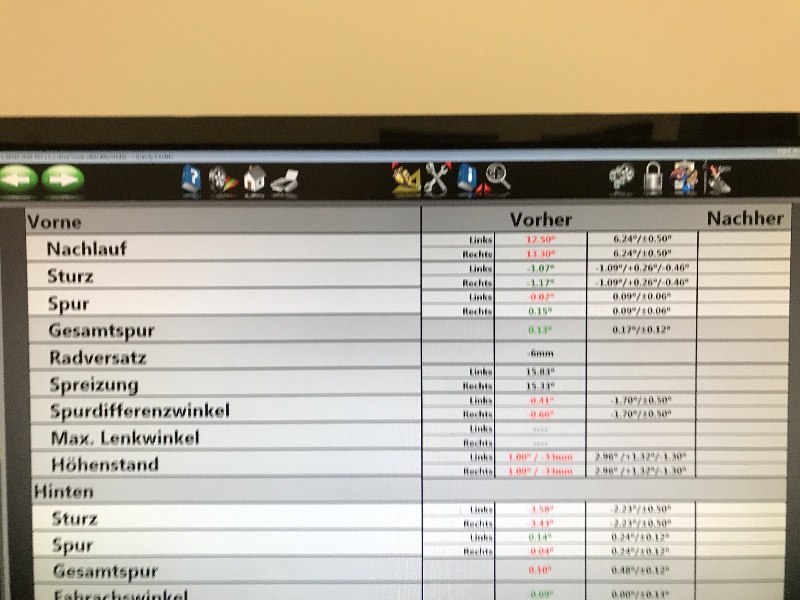 Vorne Vorher Nachher
Nachlauf Links 12.50° 6.24°/±0.50°
Rechts 13.30° 6.24°/±0.50°
Sturz Links -1.07° -1.09°/+0.26°/-0.46°
Rechts -1.17° -1.09°/+0.26°/-0.46°
Spur Links -0.02° 0.09°/±0.06°
Rechts 0.15° 0.09°/±0.06°
Gesamtspur 0.13° 0.17°/±0.12°
Radversatz -6mm
Spreizung Links 15.83°
Rechts 15.33°
Spurdifferenzwinkel Links -0.41° -1.70°/±0.50°
Rechts -0.66° -1.70°/±0.50°
Max. Lenkwinkel Links ----
Rechts ----
Höhenstand Links 1.00° / -33mm 2.96° /+1.32°/-1.30°
Rechts 1.00° / -33mm 2.96° /+1.32°/-1.30°
Hinten
Sturz Links -3.58° -2.23°/±0.50°
Rechts -3.43° -2.23°/±0.50°
Spur Links 0.14° 0.24°/±0.12°
Rechts -0.04° 0.24°/±0.12°
Gesamtspur 0.10° 0.48°/±0.12°
Fahrachswinkel 0.09° 0.00°/±0.13°